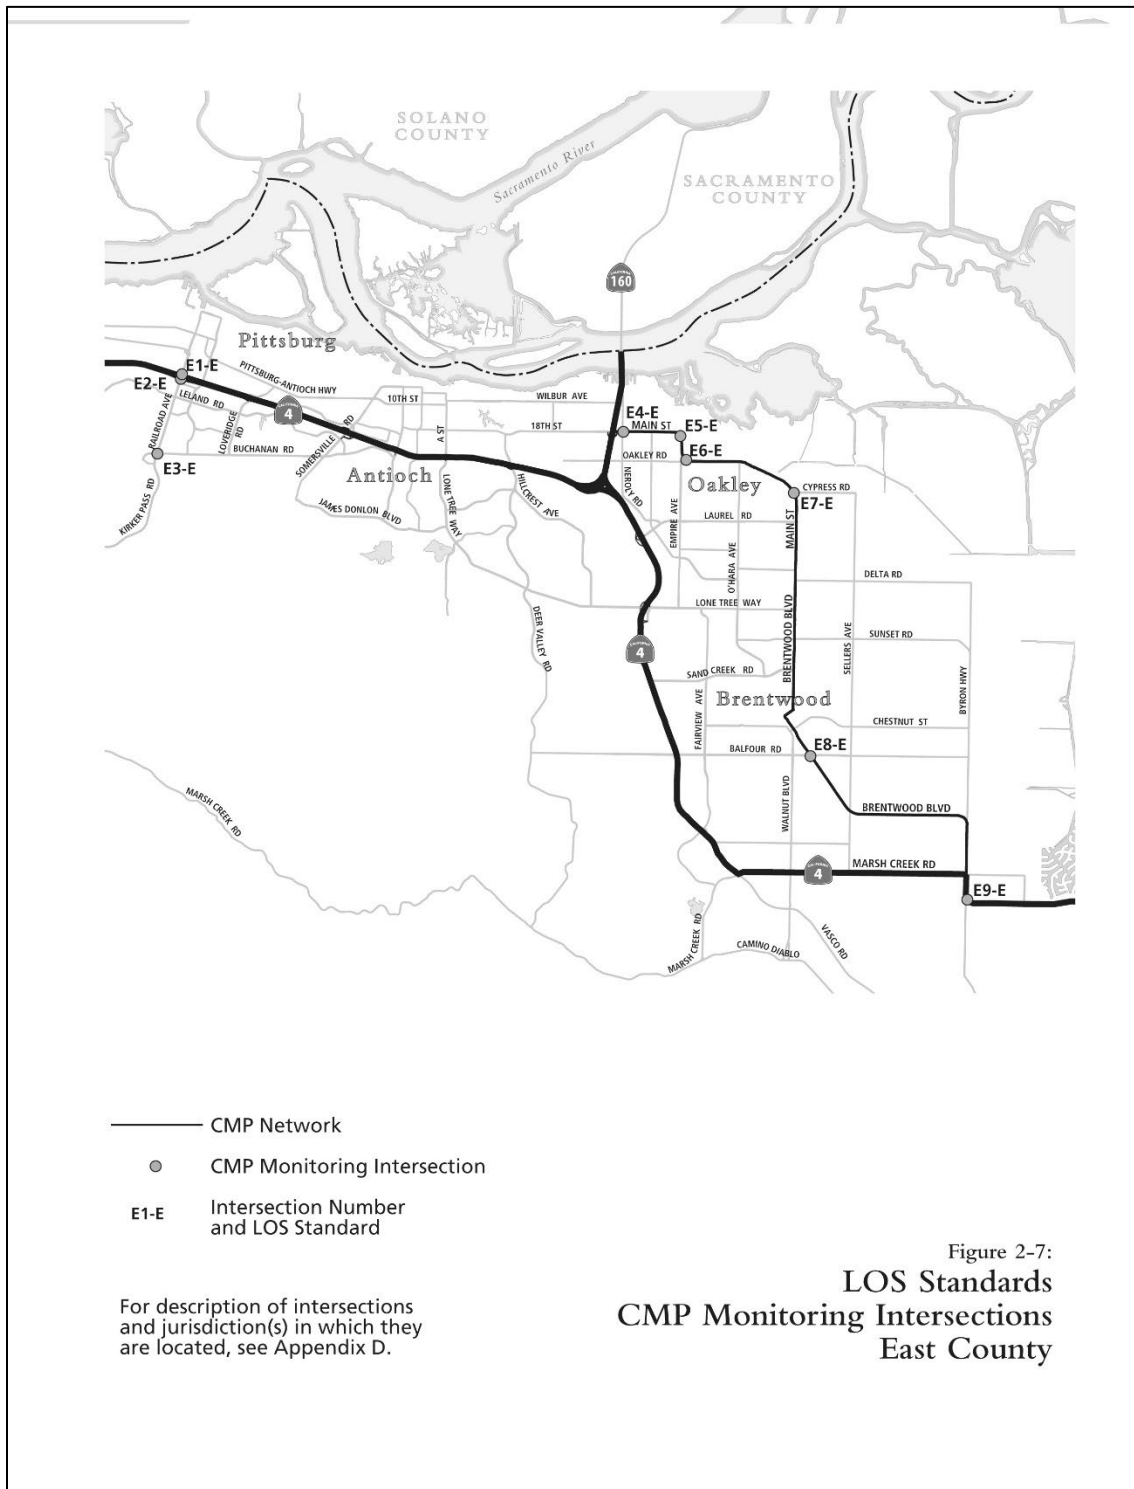 SOLANO
COUNTY
Sacramento River
SACRAMENTO
COUNTY
CALIFORNIA
160
Pittsburg
E1-E
E2-E
PITTSBURG-ANTIOCH HWY
LELAND RD
CALIFORNIA
4
10TH ST
WILBUR AVE
RAILROAD AVE
LOVERIDGE
RD
SOMERSVILLE RD
A ST
18TH ST
E4-E
MAIN ST
E5-E
BUCHANAN RD
OAKLEY RD
E6-E
E3-E
Antioch
Oakley
CYPRESS RD
E7-E
KIRKER PASS RD
JAMES DONLON BLVD
LONE TREE WAY
HILLCREST AVE
NEROLY RD
EMPIRE AVE
LAUREL RD
MAIN ST
O'HARA AVE
DELTA RD
LONE TREE WAY
DEER VALLEY RD
BRENTWOOD BLVD
SELLERS AVE
SUNSET RD
CALIFORNIA
4
SAND CREEK RD
BYRON HWY
Brentwood
FAIRVIEW AVE
CHESTNUT ST
BALFOUR RD
E8-E
MARSH CREEK RD
WALNUT BLVD
BRENTWOOD BLVD
CALIFORNIA
4
MARSH CREEK RD
E9-E
MARSH CREEK RD
CAMINO DIABLO
VASCO RD
CMP Network
CMP Monitoring Intersection
E1-E
Intersection Number
and LOS Standard
For description of intersections
and jurisdiction(s) in which they
are located, see Appendix D.
Figure 2-7:
LOS Standards
CMP Monitoring Intersections
East County